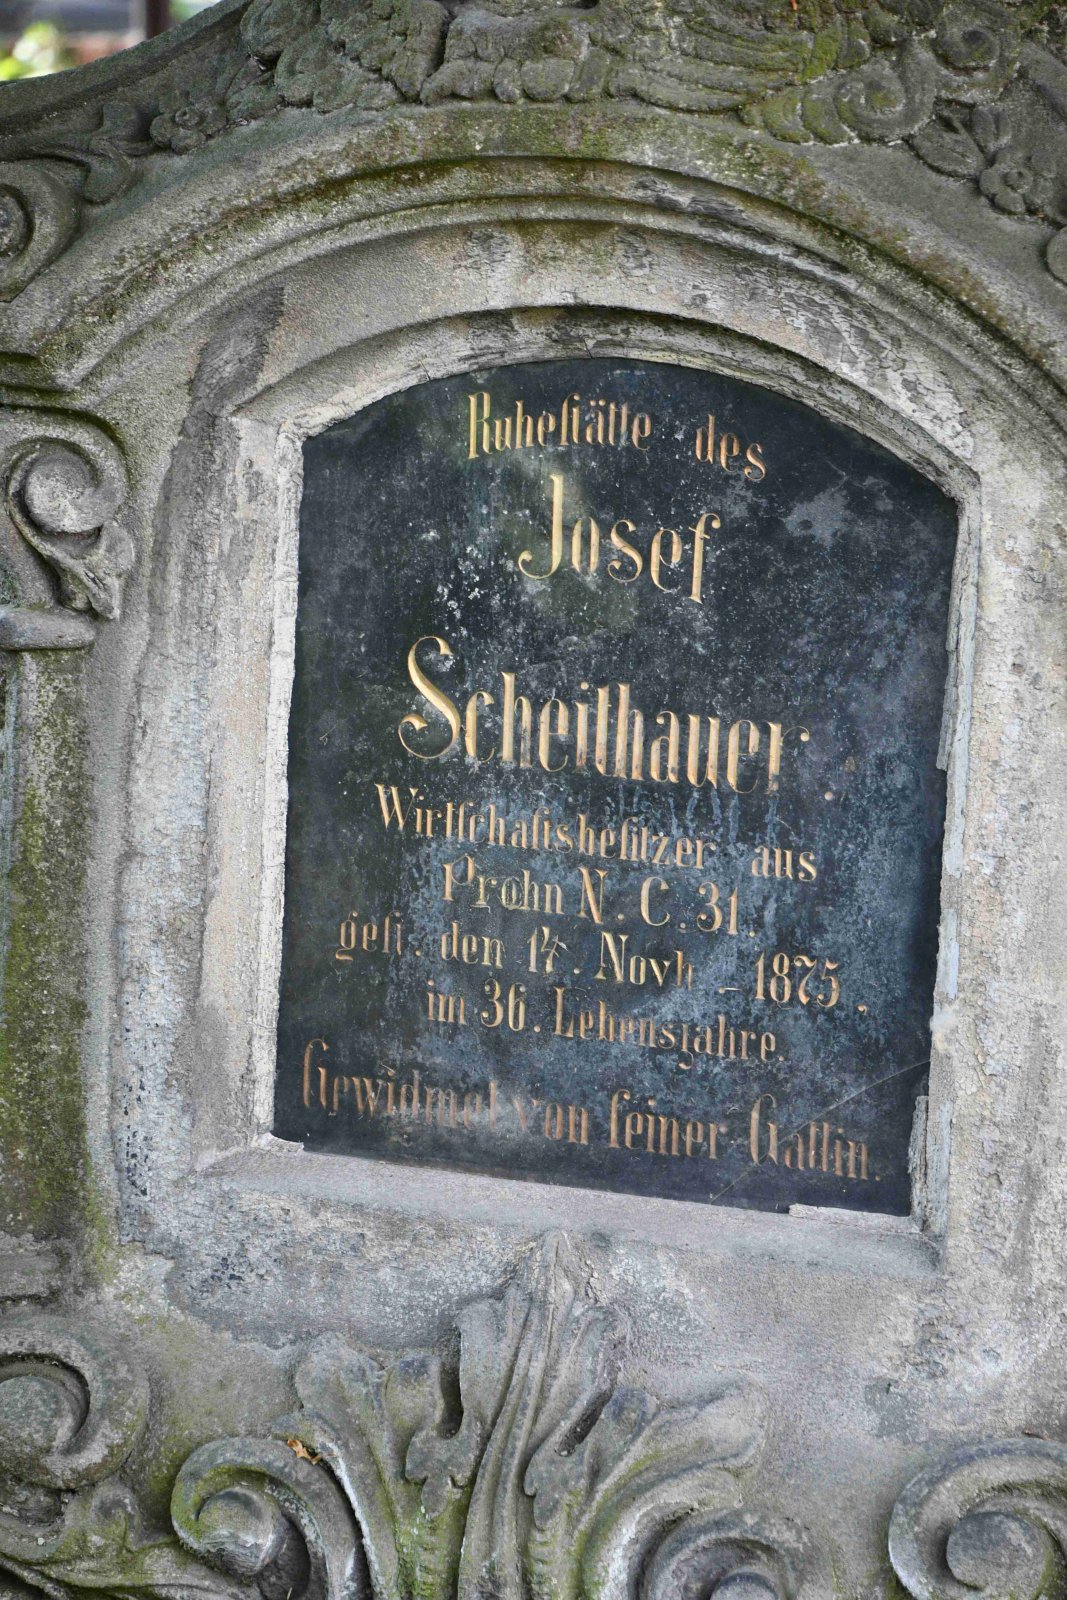 Ruhestätte des
Josef
Scheithauer
Wirtschaftsbesitzer aus
Prohn N. C. 31.
gest. den 14. Novb. 1875.
im 36. Lebensjahre.
Gewidmet von seiner Gattin.